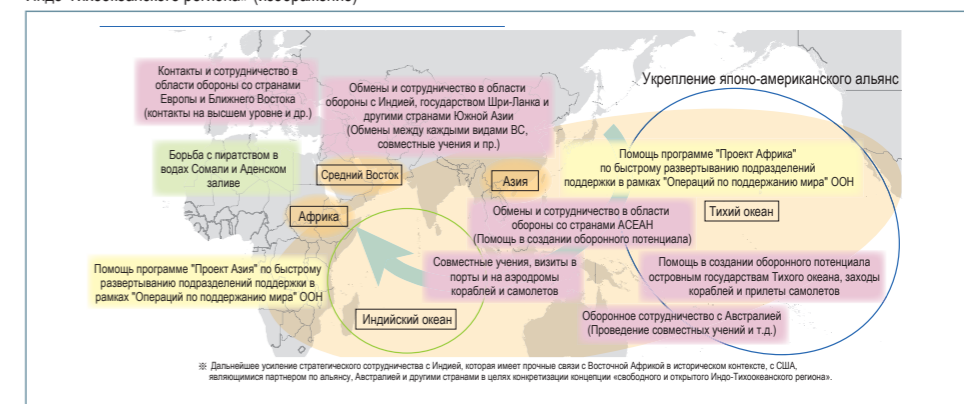 Индо-Тихоокеанского региона» (изображение)
Укрепление японо-американского альянс
Контакты и сотрудничество в
области обороны со странами
Европы и Ближнего Востока
(контакты на высшем уровне и др.)
Обмены и сотрудничество в области
обороны с Индией, государством Шри-Ланка и
другими странами Южной Азии
(Обмены между каждыми видами ВС,
совместные учения и пр.)
Борьба с пиратством в
водах Сомали и Аденском
заливе
Средний Восток
Азия
Помощь программе "Проект Африка"
по быстрому развертыванию подразделений
поддержки в рамках "Операций по поддержанию мира" ООН
Африка
Обмены и сотрудничество в области
обороны со странами АСЕАН
(Помощь в создании оборонного потенциала)
Тихий океан
Помощь программе "Проект Азия" по быстрому
развертыванию подразделений поддержки в
рамках "Операций по поддержанию мира" ООН
Совместные учения, визиты в
порты и на аэродромы
кораблей и самолетов
Помощь в создании оборонного потенциала
островным государствам Тихого океана, заходы
кораблей и прилеты самолетов
Индийский океан
Оборонное сотрудничество с Австралией
(Проведение совместных учений и т.д.)
※ Дальнейшее усиление стратегического сотрудничества с Индией, которая имеет прочные связи с Восточной Африкой в историческом контексте, с США,
являющимися партнером по альянсу, Австралией и другими странами в целях конкретизации концепции «свободного и открытого Индо-Тихоокеанского региона».